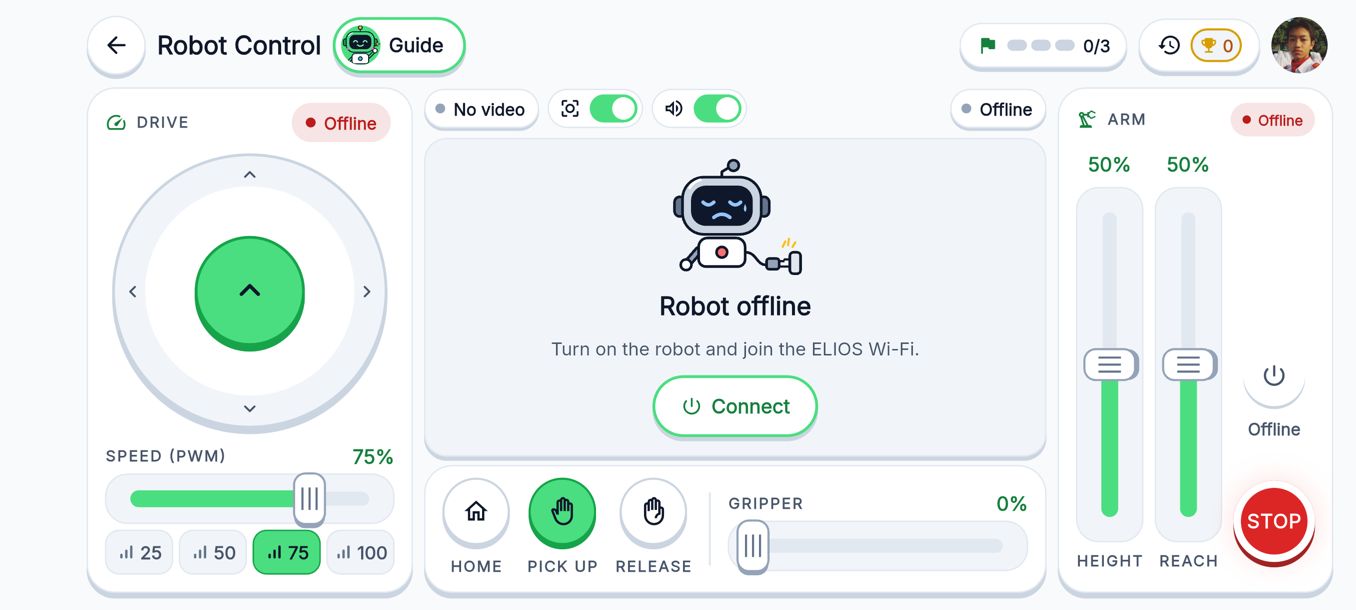 Robot Control
Guide
0/3
0
DRIVE
Offline
No video
Offline
ARM
Offline
50%
50%
Robot offline
Turn on the robot and join the ELIOS Wi-Fi.
Connect
Offline
SPEED (PWM)
75%
25
50
75
100
HOME
PICK UP
RELEASE
GRIPPER
0%
STOP
HEIGHT
REACH